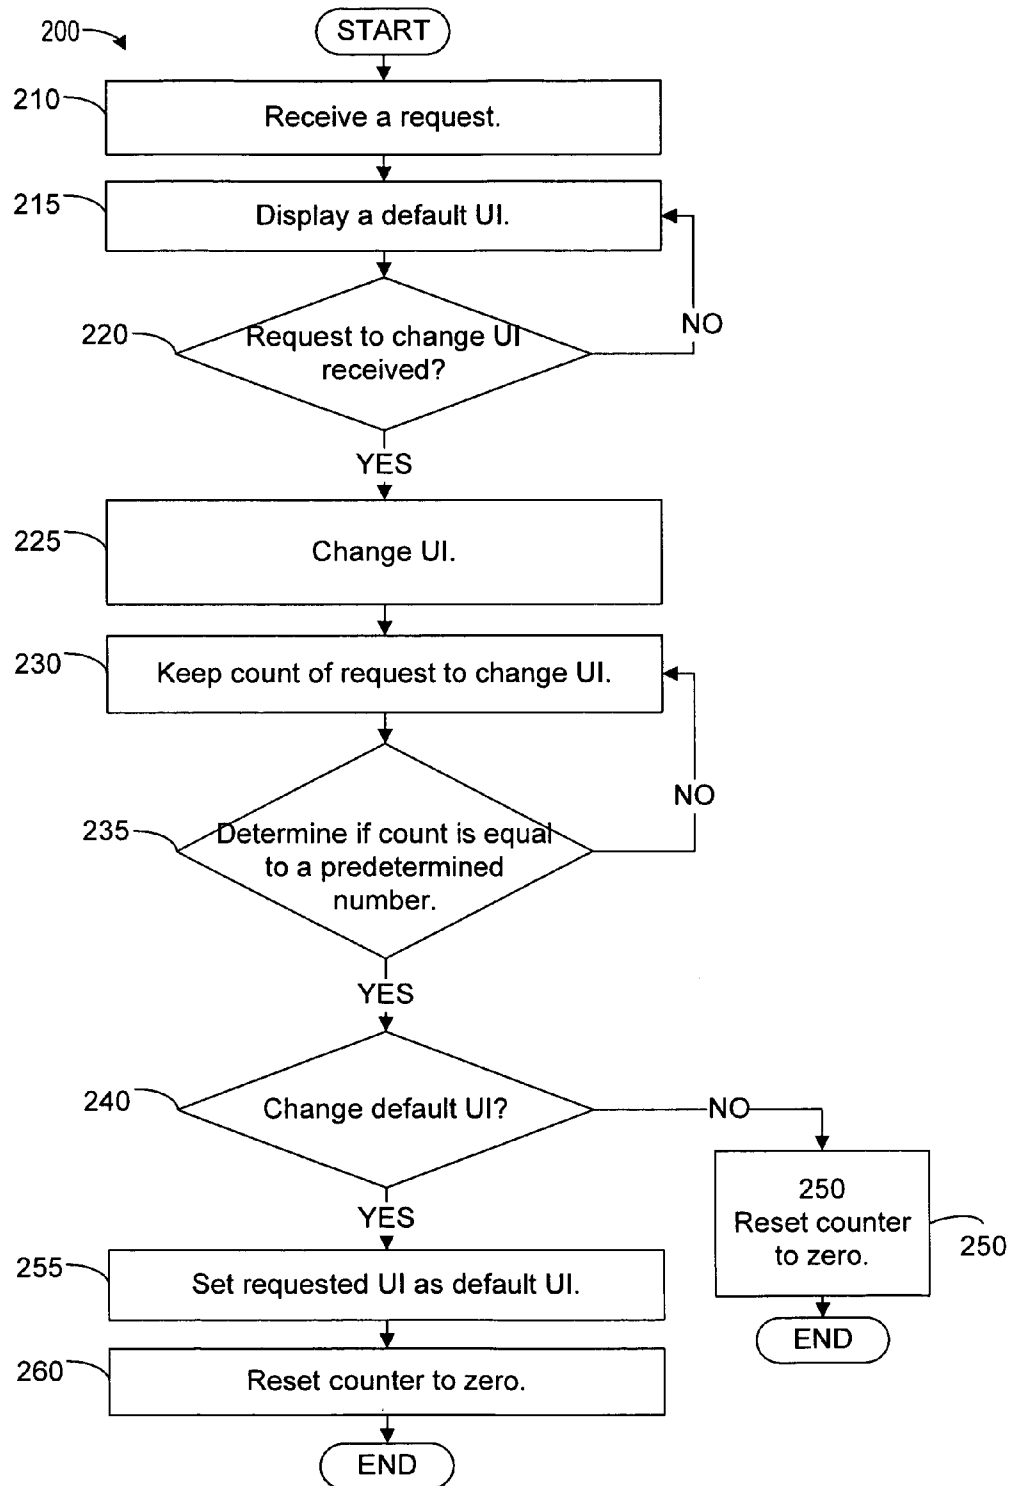 200
START
210
Receive a request.
215
Display a default UI.
220
Request to change UI
received?
NO
YES
225
Change UI.
230
Keep count of request to change UI.
NO
235
Determine if count is equal
to a predetermined
number.
YES
240
Change default UI?
NO
YES
250
Reset counter
to zero.
250
255
Set requested UI as default UI.
END
260
Reset counter to zero.
END